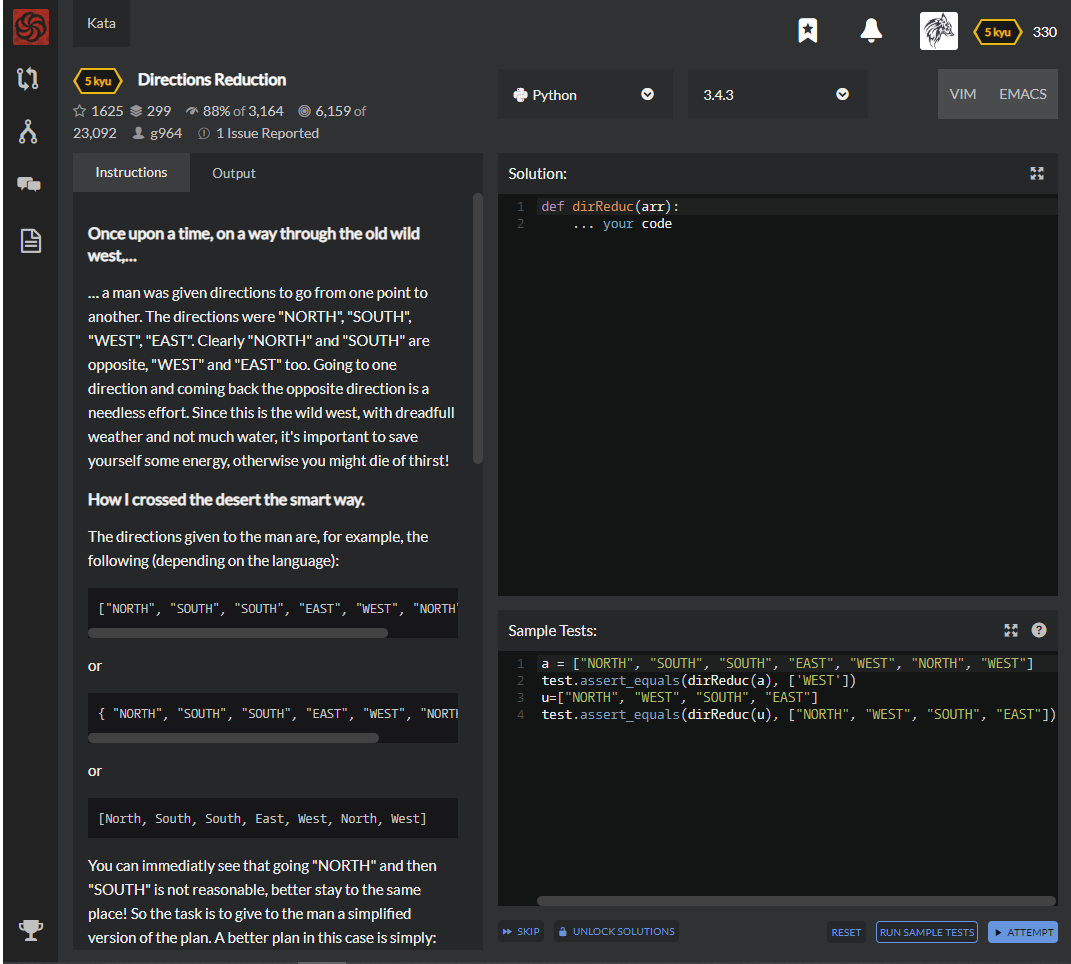 Kata
5 kyu 330
5 kyu Directions Reduction
1625 299 88% of 3,164 6,159 of
23,092 g964 1 Issue Reported
Python
3.4.3
VIM EMACS
Instructions Output
Once upon a time, on a way through the old wild
west,…
… a man was given directions to go from one point to
another. The directions were "NORTH", "SOUTH",
"WEST", "EAST". Clearly "NORTH" and "SOUTH" are
opposite, "WEST" and "EAST" too. Going to one
direction and coming back the opposite direction is a
needless effort. Since this is the wild west, with dreadfull
weather and not much water, it's important to save
yourself some energy, otherwise you might die of thirst!
How I crossed the desert the smart way.
The directions given to the man are, for example, the
following (depending on the language):
["NORTH", "SOUTH", "SOUTH", "EAST", "WEST", "NORTH"
or
{ "NORTH", "SOUTH", "SOUTH", "EAST", "WEST", "NORTH
or
[North, South, South, East, West, North, West]
You can immediatly see that going "NORTH" and then
"SOUTH" is not reasonable, better stay to the same
place! So the task is to give to the man a simplified
version of the plan. A better plan in this case is simply:
Solution:
1 def dirReduc(arr):
2 ... your code
Sample Tests:
1 a = ["NORTH", "SOUTH", "SOUTH", "EAST", "WEST", "NORTH", "WEST"]
2 test.assert_equals(dirReduc(a), ['WEST'])
3 u=["NORTH", "WEST", "SOUTH", "EAST"]
4 test.assert_equals(dirReduc(u), ["NORTH", "WEST", "SOUTH", "EAST"])
SKIP UNLOCK SOLUTIONS RESET RUN SAMPLE TESTS ATTEMPT